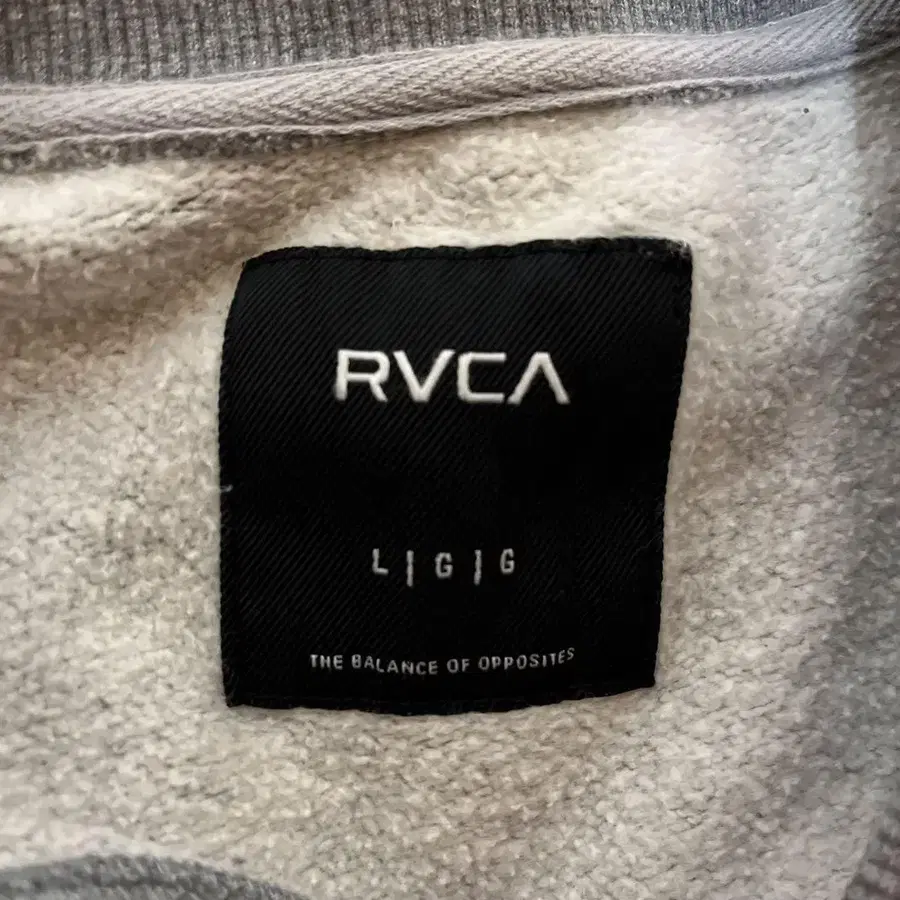 RVCA
L|G|G
THE BALANCE OF OPPOSITES